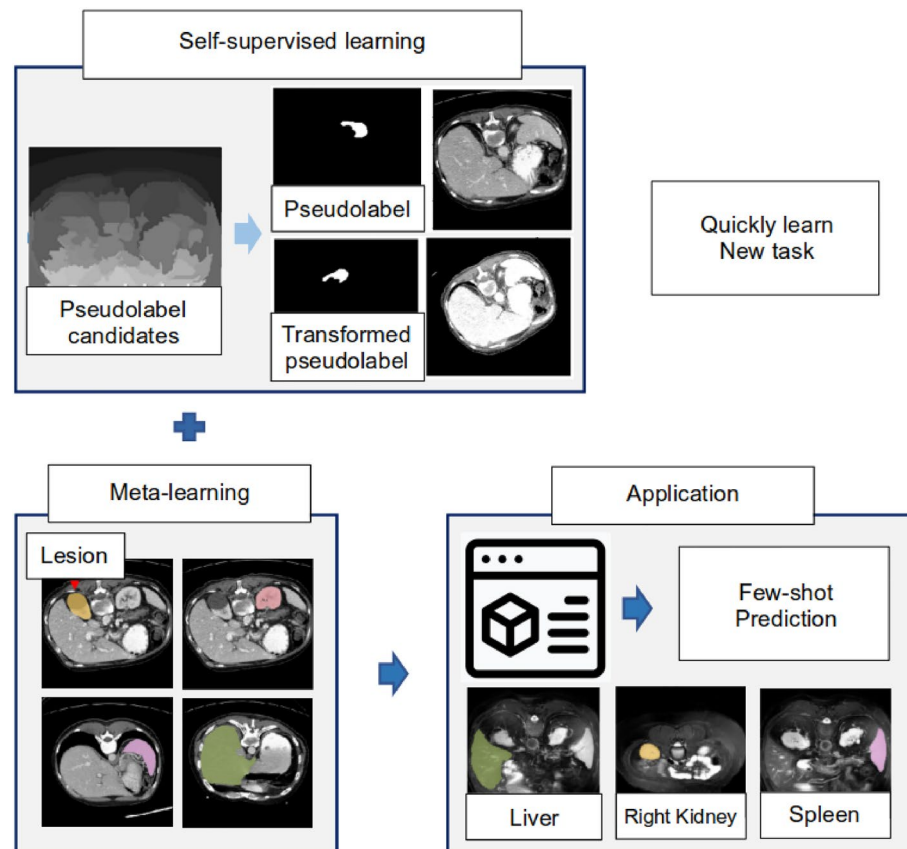 Self-supervised learning
Pseudolabel
Pseudolabel
candidates
Transformed
pseudolabel
Quickly learn
New task
Meta-learning
Lesion
Application
Few-shot
Prediction
Liver
Right Kidney
Spleen